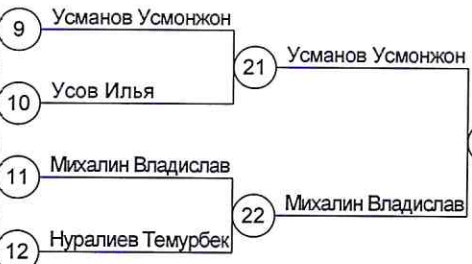 9 Усманов Усмонжон
21 Усманов Усмонжон
10 Усов Илья
11 Михалин Владислав
22 Михалин Владислав
12 Нуралиев Темурбек